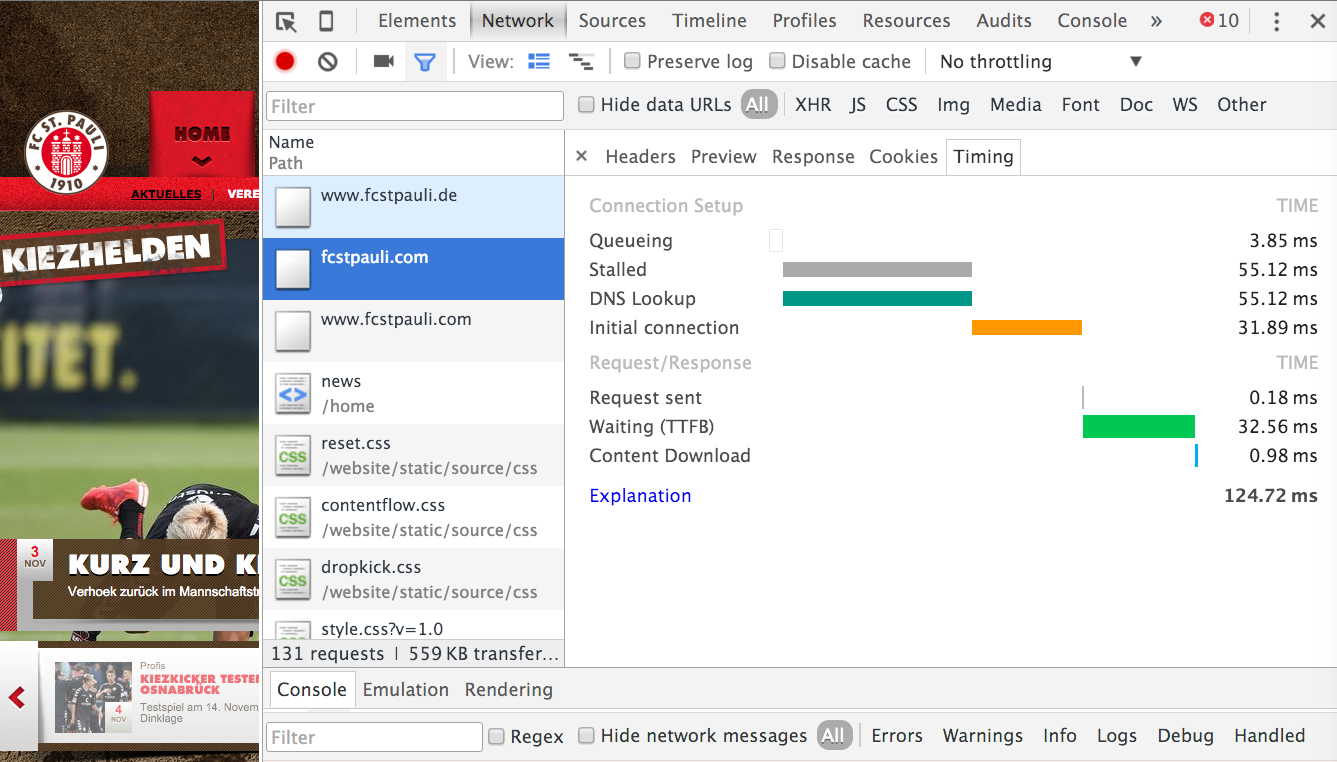 FC ST. PAULI
1910
HOME
AKTUELLES | VERE
KIEZHELDEN
ITET.
3
NOV
KURZ UND K
Verhoek zurück im Mannschaftstr
Profis
KIEZKICKER TESTE
OSNABRÜCK
Testspiel am 14. Novem
Dinklage
4
NOV
Elements Network Sources Timeline Profiles Resources Audits Console » 10
View: Preserve log Disable cache No throttling ▼
Filter Hide data URLs All XHR JS CSS Img Media Font Doc WS Other
Name
Path
www.fcstpauli.de
fcstpauli.com
www.fcstpauli.com
news
/home
reset.css
/website/static/source/css
contentflow.css
/website/static/source/css
dropkick.css
/website/static/source/css
style.css?v=1.0
131 requests | 559 KB transfer…
× Headers Preview Response Cookies Timing
Connection Setup TIME
Queueing 3.85 ms
Stalled 55.12 ms
DNS Lookup 55.12 ms
Initial connection 31.89 ms
Request/Response TIME
Request sent 0.18 ms
Waiting (TTFB) 32.56 ms
Content Download 0.98 ms
Explanation 124.72 ms
Console Emulation Rendering
Filter Regex Hide network messages All Errors Warnings Info Logs Debug Handled